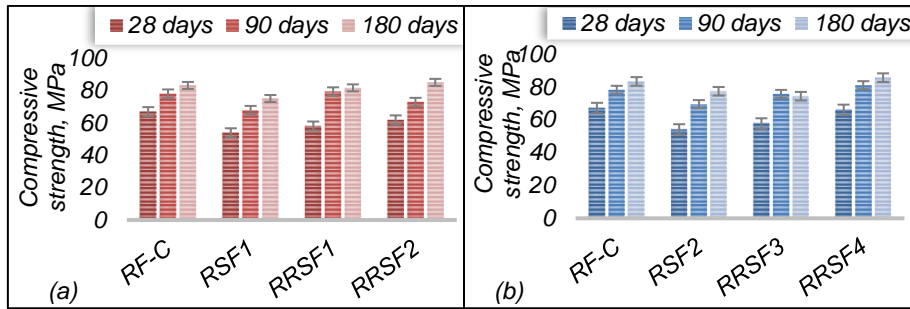 28 days 90 days 180 days
Compressive
strength, MPa
100
80
60
40
20
0
RF-C RSF1 RRSF1 RRSF2
(a)
28 days 90 days 180 days
Compressive
strength, MPa
100
80
60
40
20
0
RF-C RSF2 RRSF3 RRSF4
(b)